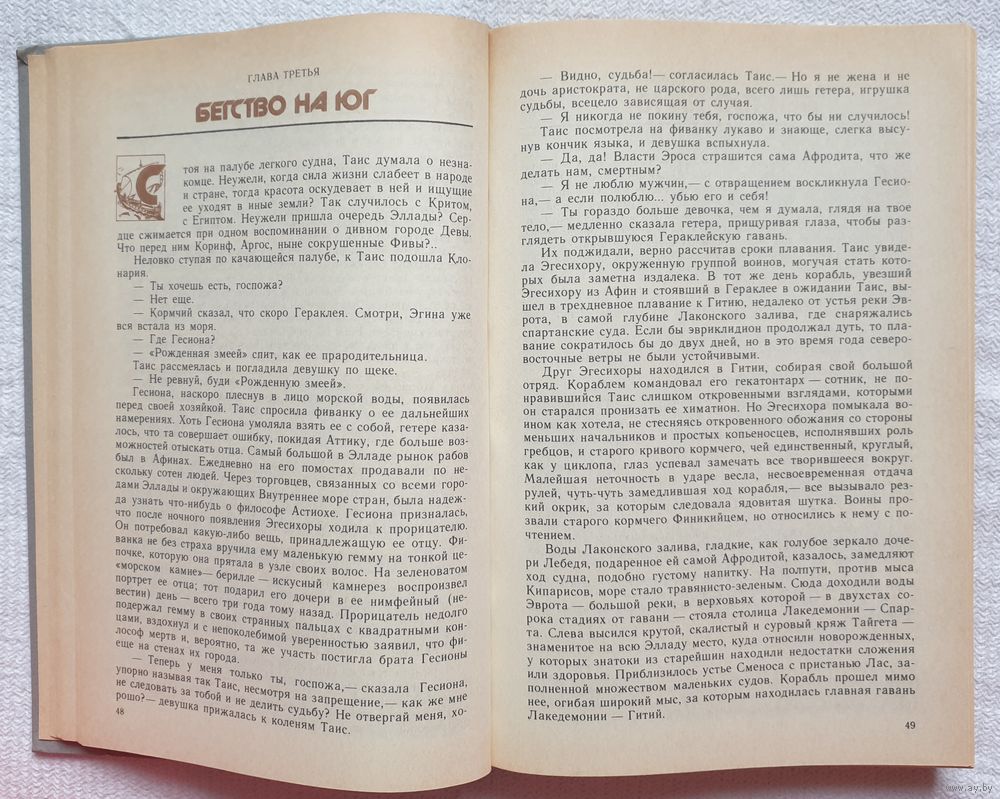 ГЛАВА ТРЕТЬЯ
БЕГСТВО НА ЮГ
Стоя на палубе легкого судна, Таис думала о незна-
комце. Неужели, когда сила жизни слабеет в народе
и стране, тогда красота оскудевает в ней и ищущие
ее уходят в иные земли? Так случилось с Критом,
с Египтом. Неужели пришла очередь Эллады? Сер-
дце сжимается при одном воспоминании о дивном городе Девы.
Что перед ним Коринф, Аргос, ныне сокрушенные Фивы?..
Неловко ступая по качающейся палубе, к Таис подошла Кло-
нария.
— Ты хочешь есть, госпожа?
— Нет еще.
— Кормчий сказал, что скоро Гераклея. Смотри, Эгина уже
вся встала из моря.
— Где Гесиона?
— «Рожденная змеей» спит, как ее прародительница.
Таис рассмеялась и погладила девушку по щеке.
— Не ревнуй, буди «Рожденную змеей».
Гесиона, наскоро плеснув в лицо морской воды, появилась
перед своей хозяйкой. Таис спросила фиванку о ее дальнейших
намерениях. Хоть Гесиона умоляла взять ее с собой, гетере каза-
лось, что та совершает ошибку, покидая Аттику, где больше воз-
можностей отыскать отца. Самый большой в Элладе рынок рабов
был в Афинах. Ежедневно на его помостах продавали по не-
скольку сотен людей. Через торговцев, связанных со всеми горо-
дами Эллады и окружающих Внутреннее море стран, была надеж-
да узнать что-нибудь о философе Астиохе. Гесиона призналась,
что после ночного появления Эгесихоры ходила к прорицателю.
Он потребовал какую-либо вещь, принадлежащую ее отцу. Фи-
ванка не без страха вручила ему маленькую гемму на тонкой це-
почке, которую она прятала в узле своих волос. На зеленоватом
«морском камне»— берилле — искусный камнерез воспроизвел
портрет ее отца; тот подарил его дочери в ее нимфейный (не-
вестин) день — всего три года тому назад. Прорицатель недолго
подержал гемму в своих странных пальцах с квадратными кон-
цами, вздохнул и с непоколебимой уверенностью заявил, что фи-
лософ мертв и, вероятно, та же участь постигла брата Гесионы
еще на стенах их города.
— Теперь у меня только ты, госпожа,— сказала Гесиона,
упорно называя так Таис, несмотря на запрещение,— как же мне
не следовать за тобой и не делить судьбу? Не отвергай меня, хо-
рошо?— девушка прижалась к коленям Таис.
48
— Видно, судьба!— согласилась Таис.— Но я не жена и не
дочь аристократа, не царского рода, всего лишь гетера, игрушка
судьбы, всецело зависящая от случая.
— Я никогда не покину тебя, госпожа, что бы ни случилось!
Таис посмотрела на фиванку лукаво и знающе, слегка высу-
нув кончик языка, и девушка вспыхнула.
— Да, да! Власти Эроса страшится сама Афродита, что же
делать нам, смертным?
— Я не люблю мужчин,— с отвращением воскликнула Гесио-
на,— а если полюблю... убью его и себя!
— Ты гораздо больше девочка, чем я думала, глядя на твое
тело,— медленно сказала гетера, прищуривая глаза, чтобы раз-
глядеть открывшуюся Гераклейскую гавань.
Их поджидали, верно рассчитав сроки плавания. Таис увиде-
ла Эгесихору, окруженную группой воинов, могучая стать кото-
рых была заметна издалека. В тот же день корабль, увезший
Эгесихору из Афин и стоявший в Гераклее в ожидании Таис, вы-
шел в трехдневное плавание к Гитию, недалеко от устья реки Эв-
рота, в самой глубине Лаконского залива, где снаряжались
спартанские суда. Если бы эвриклидион продолжал дуть, то пла-
вание сократилось бы до двух дней, но в это время года северо-
восточные ветры не были устойчивыми.
Друг Эгесихоры находился в Гитии, собирая свой большой
отряд. Кораблем командовал его гекатонтарх — сотник, не по-
нравившийся Таис слишком откровенными взглядами, которыми
он старался пронизать ее химатион. Но Эгесихора помыкала во-
ином как хотела, не стесняясь откровенного обожания со стороны
меньших начальников и простых копьеносцев, исполнявших роль
гребцов, и старого кривого кормчего, чей единственный, круглый,
как у циклопа, глаз успевал замечать все творившееся вокруг.
Малейшая неточность в ударе весла, несвоевременная отдача
рулей, чуть-чуть замедлившая ход корабля,— все вызывало рез-
кий окрик, за которым следовала ядовитая шутка. Воины про-
звали старого кормчего Финикийцем, но относились к нему с по-
чтением.
Воды Лаконского залива, гладкие, как голубое зеркало доче-
ри Лебедя, подаренное ей самой Афродитой, казалось, замедляют
ход судна, подобно густому напитку. На полпути, против мыса
Кипарисов, море стало травянисто-зеленым. Сюда доходили воды
Эврота — большой реки, в верховьях которой — в двухстах со-
рока стадиях от гавани — стояла столица Лакедемонии — Спар-
та. Слева высился крутой, скалистый и суровый кряж Тайгета —
знаменитое на всю Элладу место, куда относили новорожденных,
у которых знатоки из старейшин находили недостатки сложения
или здоровья. Приблизилось устье Сменоса с пристанью Лас, за-
полненной множеством маленьких судов. Корабль прошел мимо
нее, огибая широкий мыс, за которым находилась главная гавань
Лакедемонии — Гитий.
49
www.ay.by